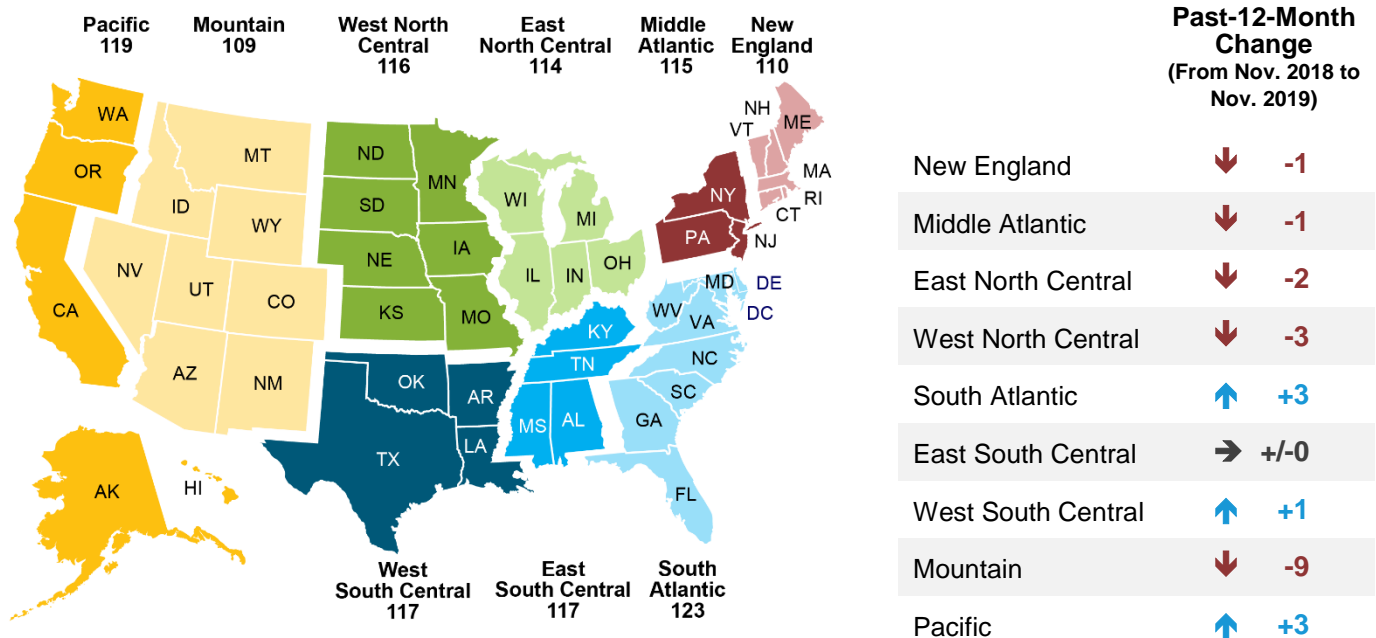 Pacific
119
Mountain
109
West North
Central
116
East
North Central
114
Middle
Atlantic
115
New
England
110
WA
OR
CA
AK
HI
MT
ID
WY
NV
UT
CO
AZ
NM
ND
SD
NE
KS
MN
IA
MO
WI
MI
IL
IN
OH
NY
PA
NJ
NH
VT
ME
MA
RI
CT
MD
DE
DC
WV
VA
NC
SC
GA
FL
KY
TN
MS
AL
OK
AR
TX
LA
West
South Central
117
East
South Central
117
South
Atlantic
123
Past-12-Month
Change
(From Nov. 2018 to
Nov. 2019)
New England -1
Middle Atlantic -1
East North Central -2
West North Central -3
South Atlantic +3
East South Central +/-0
West South Central +1
Mountain -9
Pacific +3